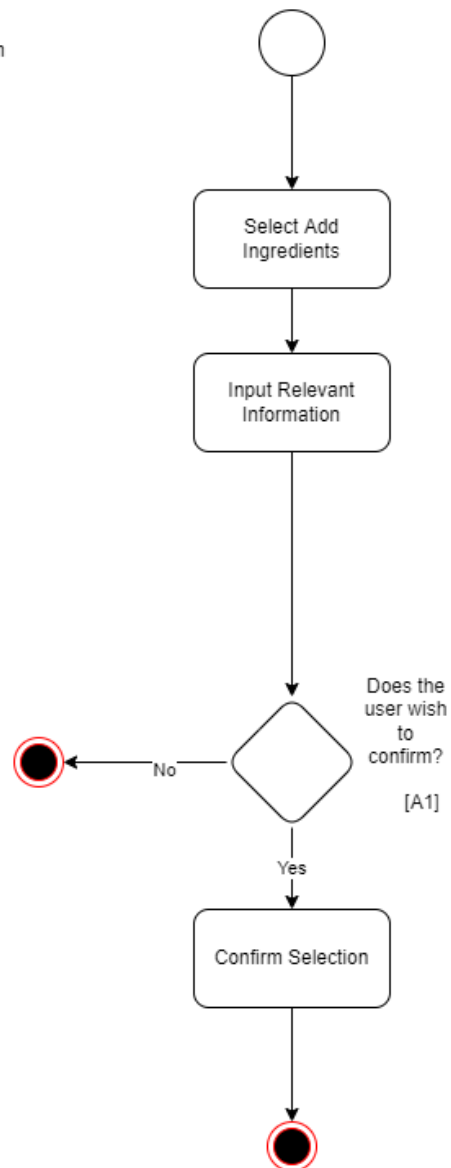 Select Add
Ingredients
Input Relevant
Information
Does the
user wish
to
confirm?
[A1]
No
Yes
Confirm Selection